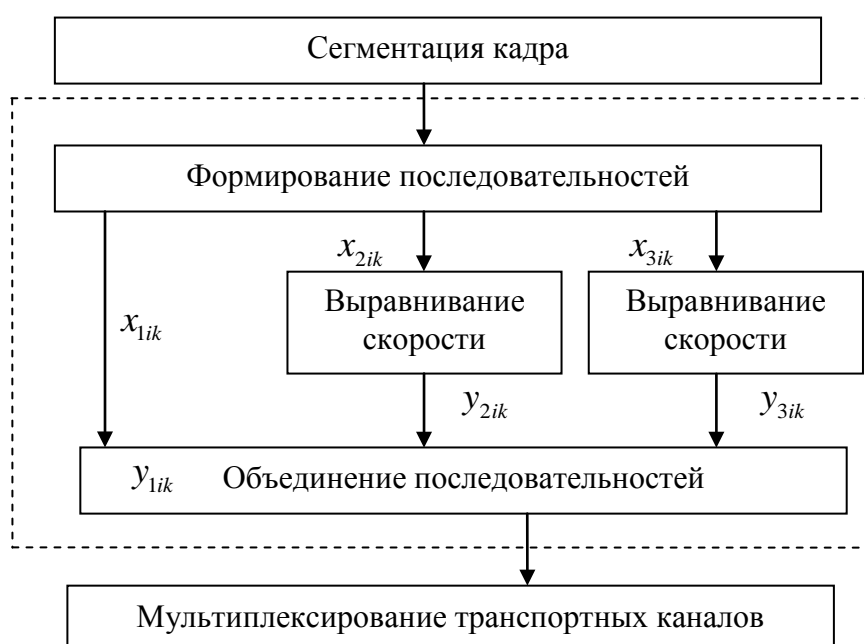 Сегментация кадра
Формирование последовательностей
x2ik x3ik
Выравнивание скорости
Выравнивание скорости
x1ik
y2ik y3ik
y1ik Объединение последовательностей
Мультиплексирование транспортных каналов